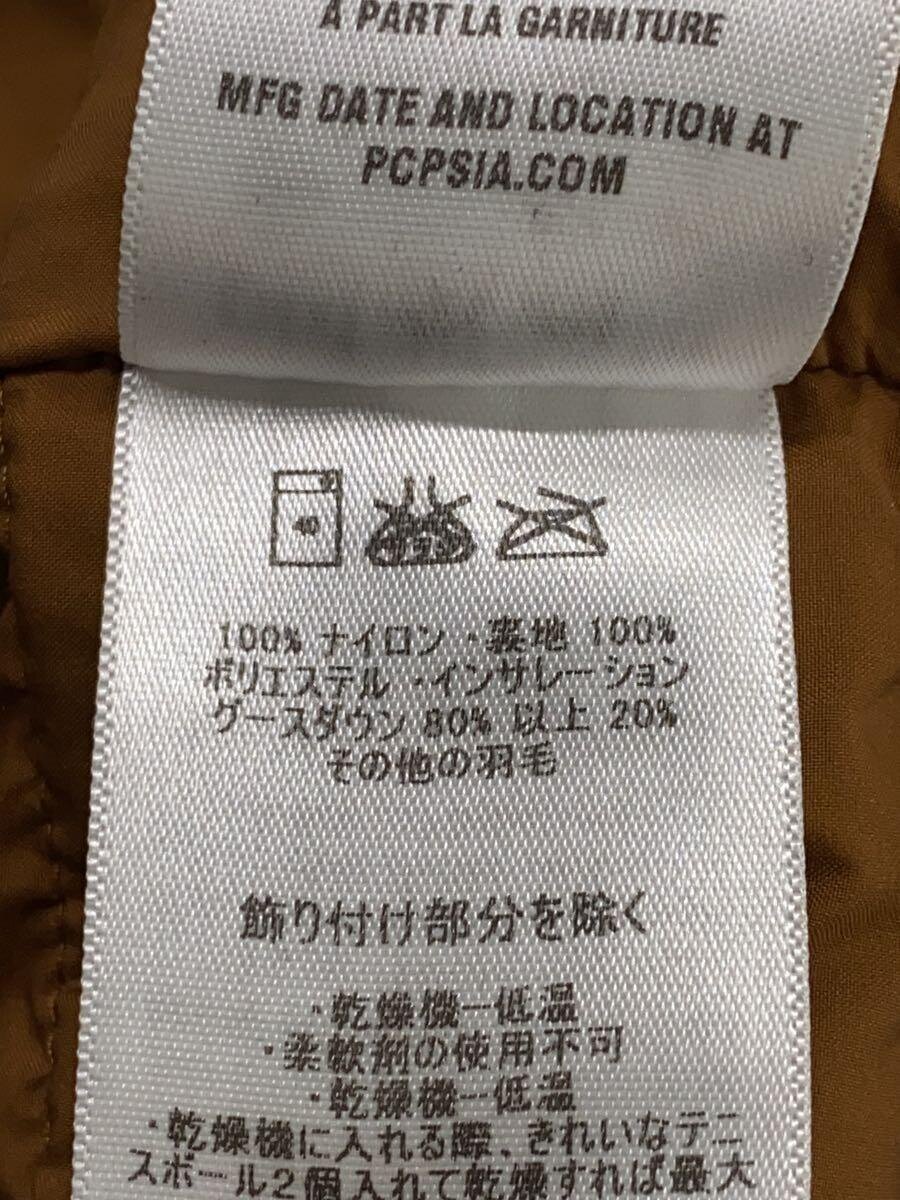 À PART LA GARNITURE
MFG DATE AND LOCATION AT
PCPSIA.COM
40
100% ナイロン・裏地 100%
ポリエステル・インサレーション
グースダウン 80% 以上 20%
その他の羽毛
飾り付け部分を除く
・乾燥機ー低温
・柔軟剤の使用不可
・乾燥機ー低温
・乾燥機に入れる際、きれいなテニ
スボール2個入れて乾燥すれば最大